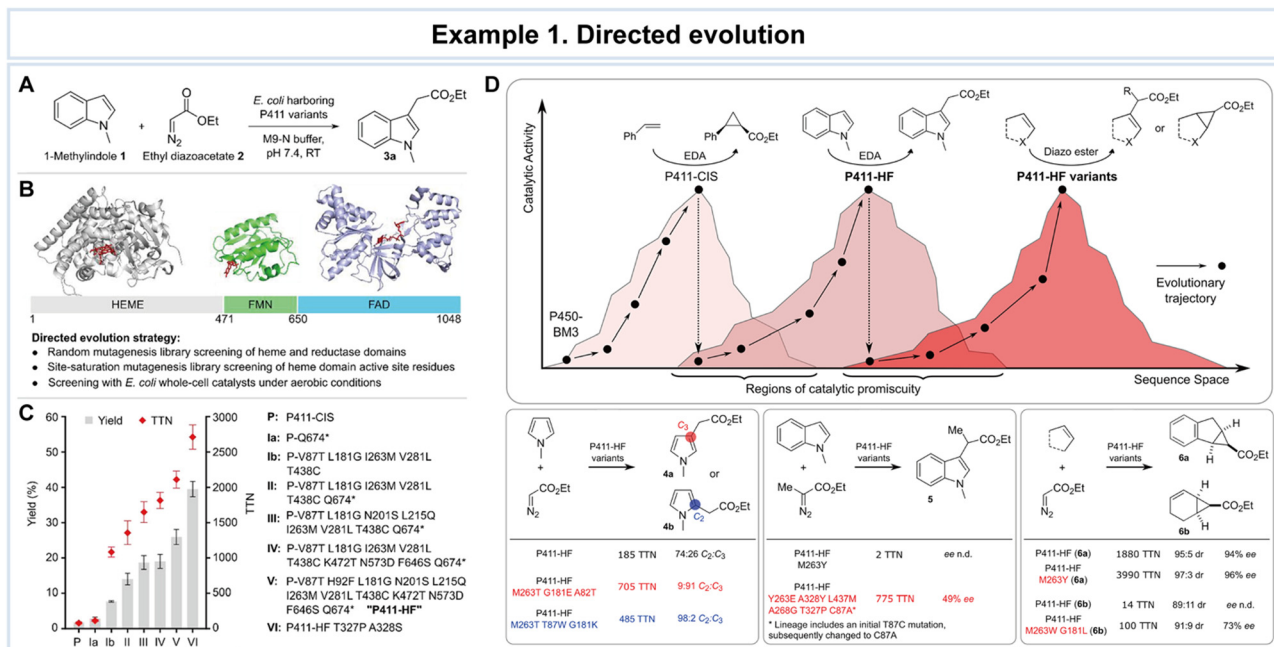 Example 1. Directed evolution
A
1-Methylindole 1
+
N₂
OEt
O
Ethyl diazoacetate 2
E. coli harboring
P411 variants
M9-N buffer,
pH 7.4, RT
CO₂Et
N
3a
B
HEME
FMN
FAD
1
471
650
1048
Directed evolution strategy:
● Random mutagenesis library screening of heme and reductase domains
● Site-saturation mutagenesis library screening of heme domain active site residues
● Screening with E. coli whole-cell catalysts under aerobic conditions
C
Yield (%)
60
50
40
30
20
10
0
Yield
TTN
3000
2500
2000
1500
1000
500
0
TTN
P Ia Ib II III IV V VI
P: P411-CIS
Ia: P-Q674*
Ib: P-V87T L181G I263M V281L
T438C
II: P-V87T L181G I263M V281L
T438C Q674*
III: P-V87T L181G N201S L215Q
I263M V281L T438C Q674*
IV: P-V87T L181G I263M V281L
T438C K472T N573D F646S Q674*
V: P-V87T H92F L181G N201S L215Q
I263M V281L T438C K472T N573D
F646S Q674* "P411-HF"
VI: P411-HF T327P A328S
D
Catalytic Activity
Ph
Ph
CO₂Et
EDA
P411-CIS
N
CO₂Et
N
EDA
P411-HF
X
R
CO₂Et
X
or
CO₂Et
X
Diazo ester
P411-HF variants
P450-
BM3
Evolutionary
trajectory
Regions of catalytic promiscuity
Sequence Space
N
+
CO₂Et
N₂
P411-HF
variants
C₃
CO₂Et
4a
N
or
C₂
N
CO₂Et
4b
P411-HF 185 TTN 74:26 C₂:C₃
P411-HF
M263T G181E A82T
705 TTN 9:91 C₂:C₃
P411-HF
M263T T87W G181K
485 TTN 98:2 C₂:C₃
N
+
Me
CO₂Et
N₂
P411-HF
variants
Me
CO₂Et
N
5
P411-HF
M263Y
2 TTN ee n.d.
P411-HF
Y263E A328Y L437M
A268G T327P C87A*
775 TTN 49% ee
* Lineage includes an initial T87C mutation,
subsequently changed to C87A
+
CO₂Et
N₂
P411-HF
variants
H
CO₂Et
H
6a
H
CO₂Et
H
6b
P411-HF (6a) 1880 TTN 95:5 dr 94% ee
P411-HF
M263Y (6a)
3990 TTN 97:3 dr 96% ee
P411-HF (6b) 14 TTN 89:11 dr ee n.d.
P411-HF
M263W G181L (6b)
100 TTN 91:9 dr 73% ee